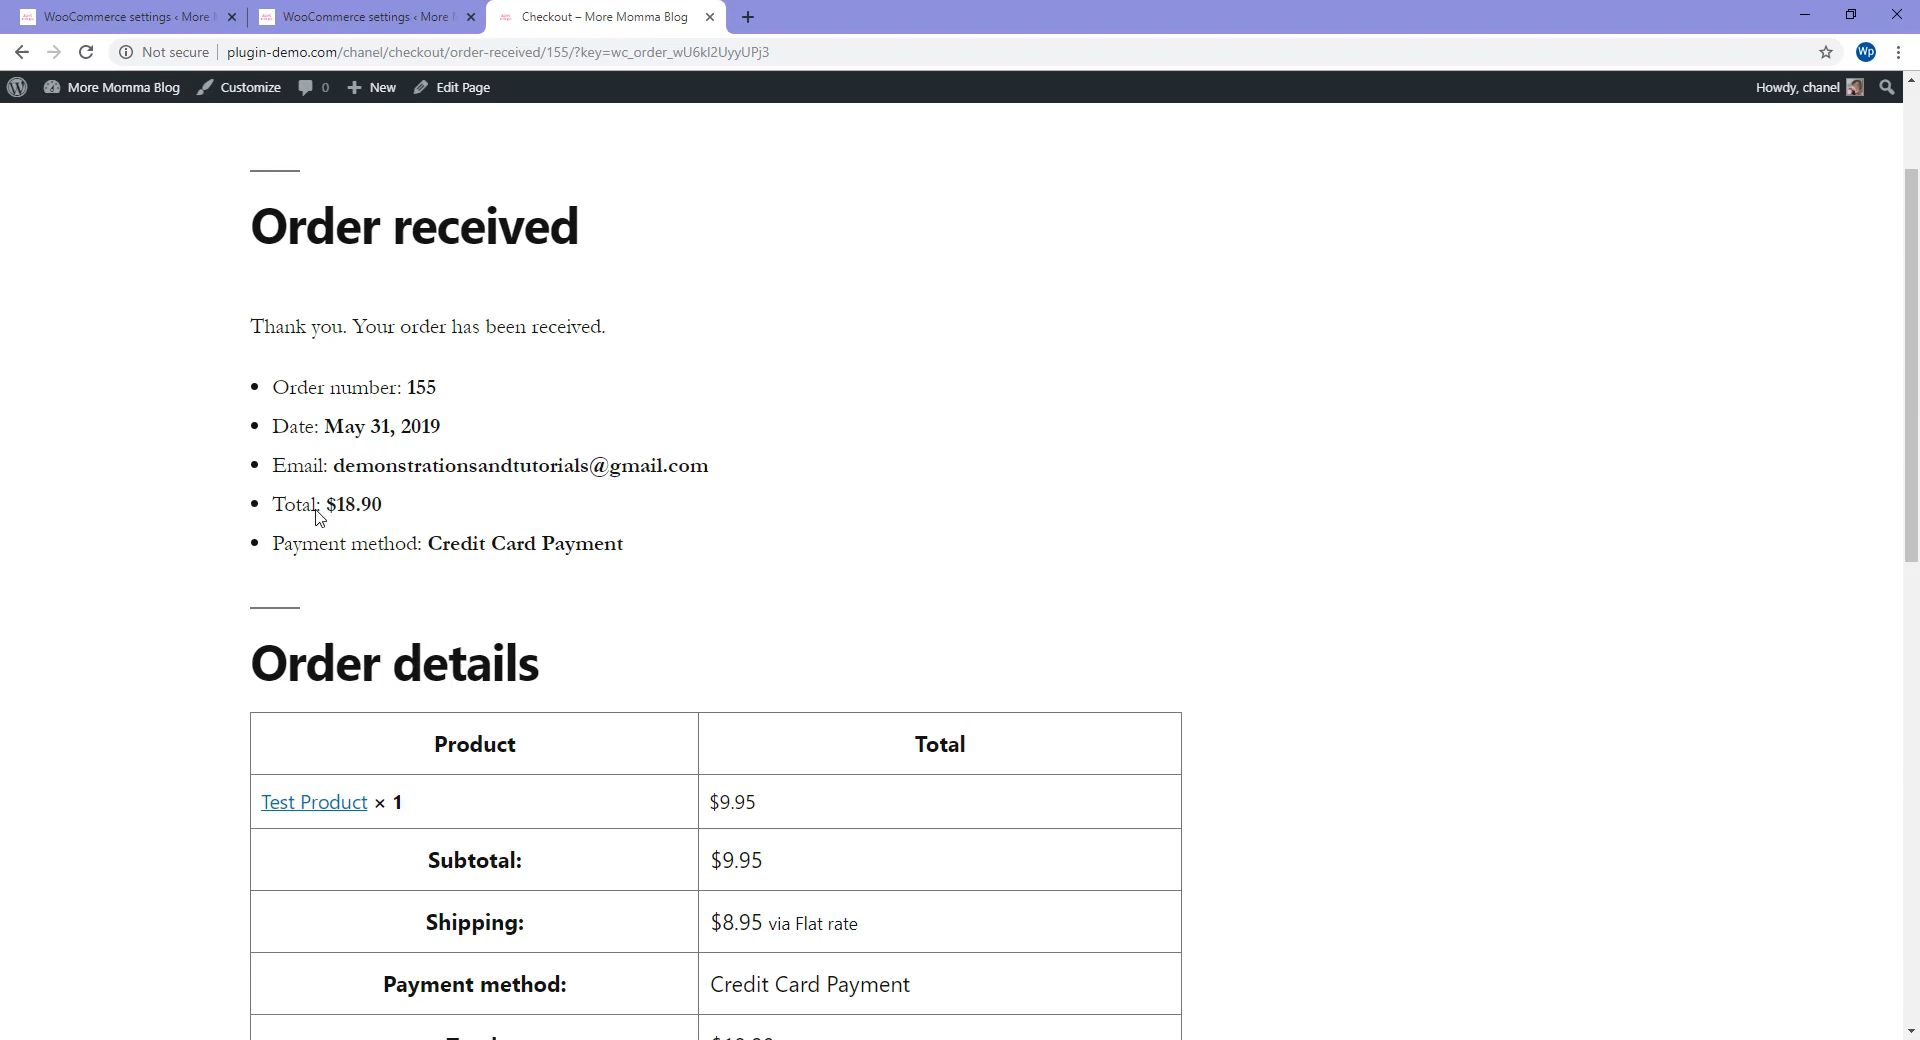 WooCommerce settings ‹ More
WooCommerce settings ‹ More
Checkout – More Momma Blog
Not secure
plugin-demo.com/chanel/checkout/order-received/155/?key=wc_order_wU6kl2UyyUPj3
Wp
More Momma Blog
Customize
0
New
Edit Page
Howdy, chanel
Order received
Thank you. Your order has been received.
• Order number: 155
• Date: May 31, 2019
• Email: demonstrationsandtutorials@gmail.com
• Total: $18.90
• Payment method: Credit Card Payment
Order details
Product Total
Test Product × 1 $9.95
Subtotal: $9.95
Shipping: $8.95 via Flat rate
Payment method: Credit Card Payment